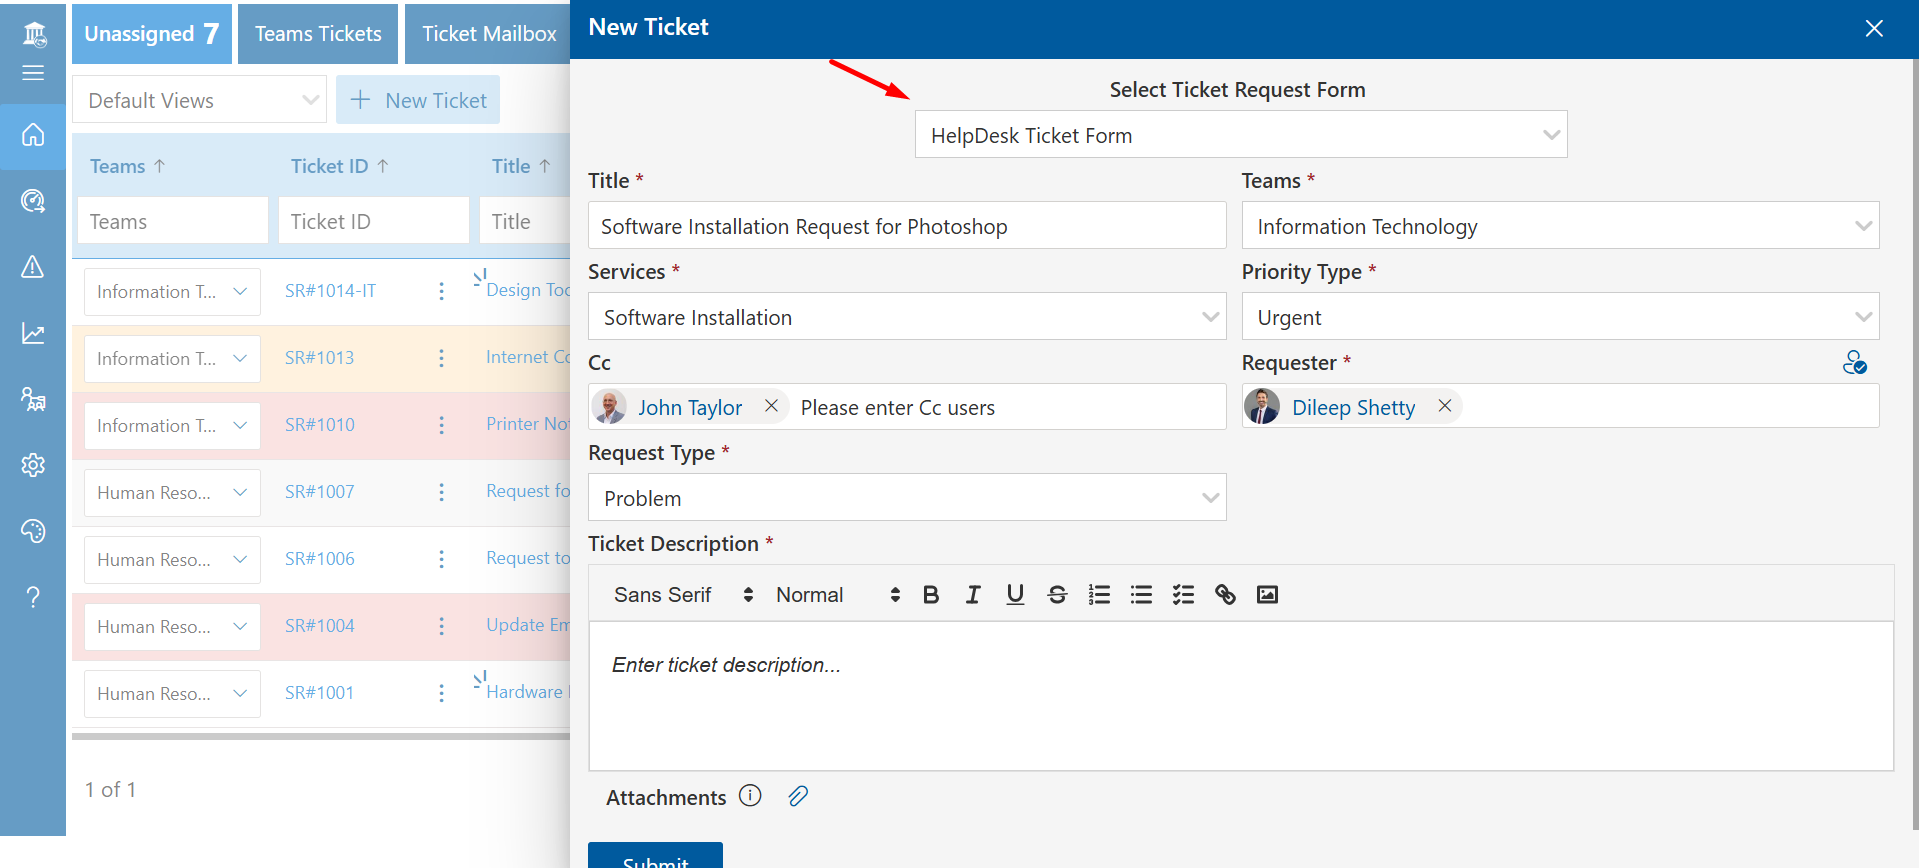 Unassigned 7
Teams Tickets
Ticket Mailbox
Default Views
New Ticket
Teams
Ticket ID
Title
Teams
Ticket ID
Title
Information T...
SR#1014-IT
Design Too
Information T...
SR#1013
Internet Co
Information T...
SR#1010
Printer Not
Human Reso...
SR#1007
Request fo
Human Reso...
SR#1006
Request to
Human Reso...
SR#1004
Update Em
Human Reso...
SR#1001
Hardware
1 of 1
New Ticket
Select Ticket Request Form
HelpDesk Ticket Form
Title *
Teams *
Software Installation Request for Photoshop
Information Technology
Services *
Priority Type *
Software Installation
Urgent
Cc
Requester *
John Taylor
Please enter Cc users
Dileep Shetty
Request Type *
Problem
Ticket Description *
Sans Serif
Normal
Enter ticket description...
Attachments
Submit